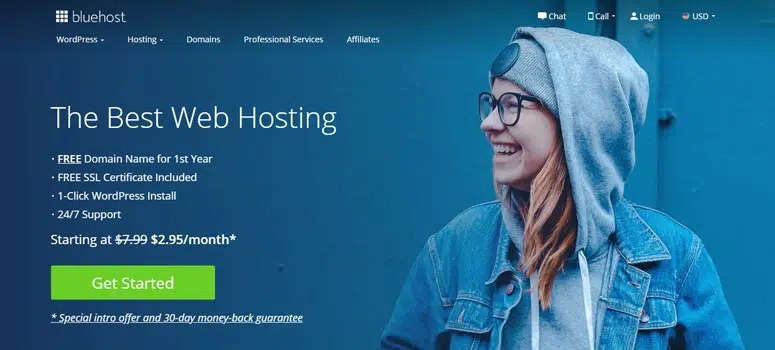 bluehost
Chat Call Login USD
WordPress Hosting Domains Professional Services Affiliates
The Best Web Hosting
· FREE Domain Name for 1st Year
· FREE SSL Certificate Included
· 1-Click WordPress Install
· 24/7 Support
Starting at $7.99 $2.95/month*
Get Started
* Special intro offer and 30-day money-back guarantee